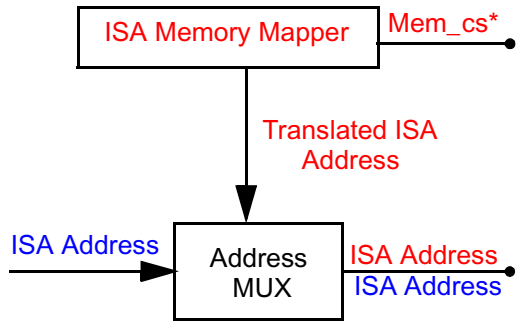 ISA Memory Mapper
Mem_cs*
Translated ISA
Address
ISA Address
Address
MUX
ISA Address
ISA Address